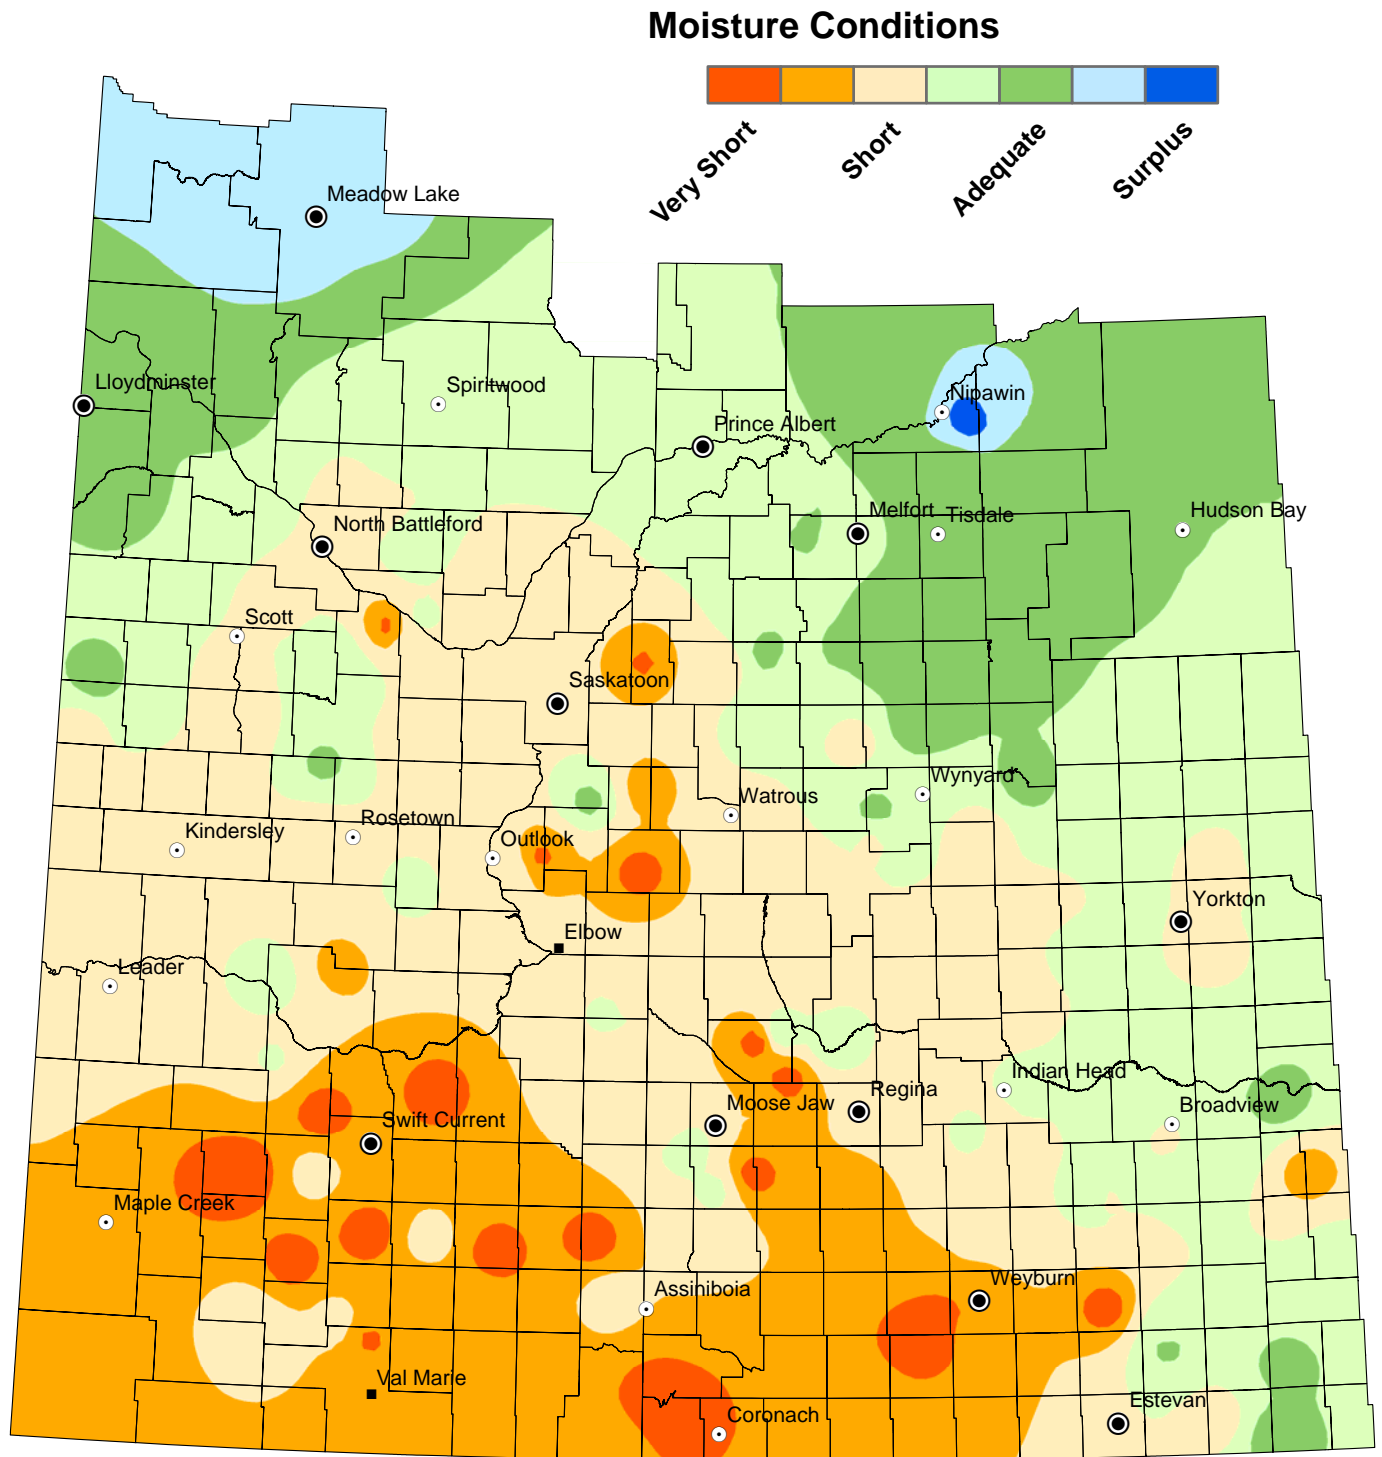 Moisture Conditions
Very Short
Short
Adequate
Surplus
Meadow Lake
Lloydminster
Spiritwood
Nipawin
Prince Albert
Melfort
Tisdale
Hudson Bay
North Battleford
Scott
Saskatoon
Wynyard
Watrous
Kindersley
Rosetown
Outlook
Yorkton
Elbow
Leader
Indian Head
Regina
Moose Jaw
Broadview
Swift Current
Maple Creek
Assiniboia
Weyburn
Val Marie
Coronach
Estevan